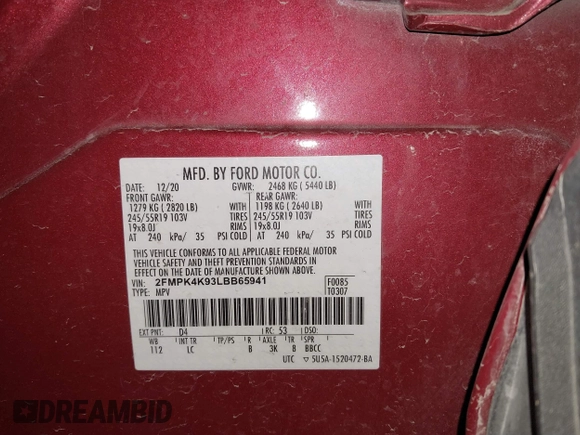 MFD. BY FORD MOTOR CO.
DATE: 12/20 GVWR: 2468 KG ( 5440 LB)
FRONT GAWR: REAR GAWR:
1279 KG ( 2820 LB) 1198 KG ( 2640 LB)
245/55R19 103V TIRES 245/55R19 103V TIRES
19x8.0J RIMS 19x8.0J RIMS
AT 240 kPa/ 35 PSI COLD AT 240 kPa/ 35 PSI COLD
THIS VEHICLE CONFORMS TO ALL APPLICABLE FEDERAL MOTOR
VEHICLE SAFETY AND THEFT PREVENTION STANDARDS IN
EFFECT ON THE DATE OF MANUFACTURE SHOWN ABOVE.
VIN: 2FMPK4K93LBB65941 F0085
TYPE: MPV T0307
EXT PNT: D4 RC: 53 DSO:
WB INT TR TP/PS R AXLE TR SPR
112 LC B 3K 8 BBCC
UTC ▽ 5USA-1520472-BA
DREAMBID